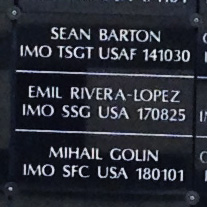 SEAN BARTON
IMO TSGT USAF 141030
EMIL RIVERA-LOPEZ
IMO SSG USA 170825
MIHAIL GOLIN
IMO SFC USA 180101